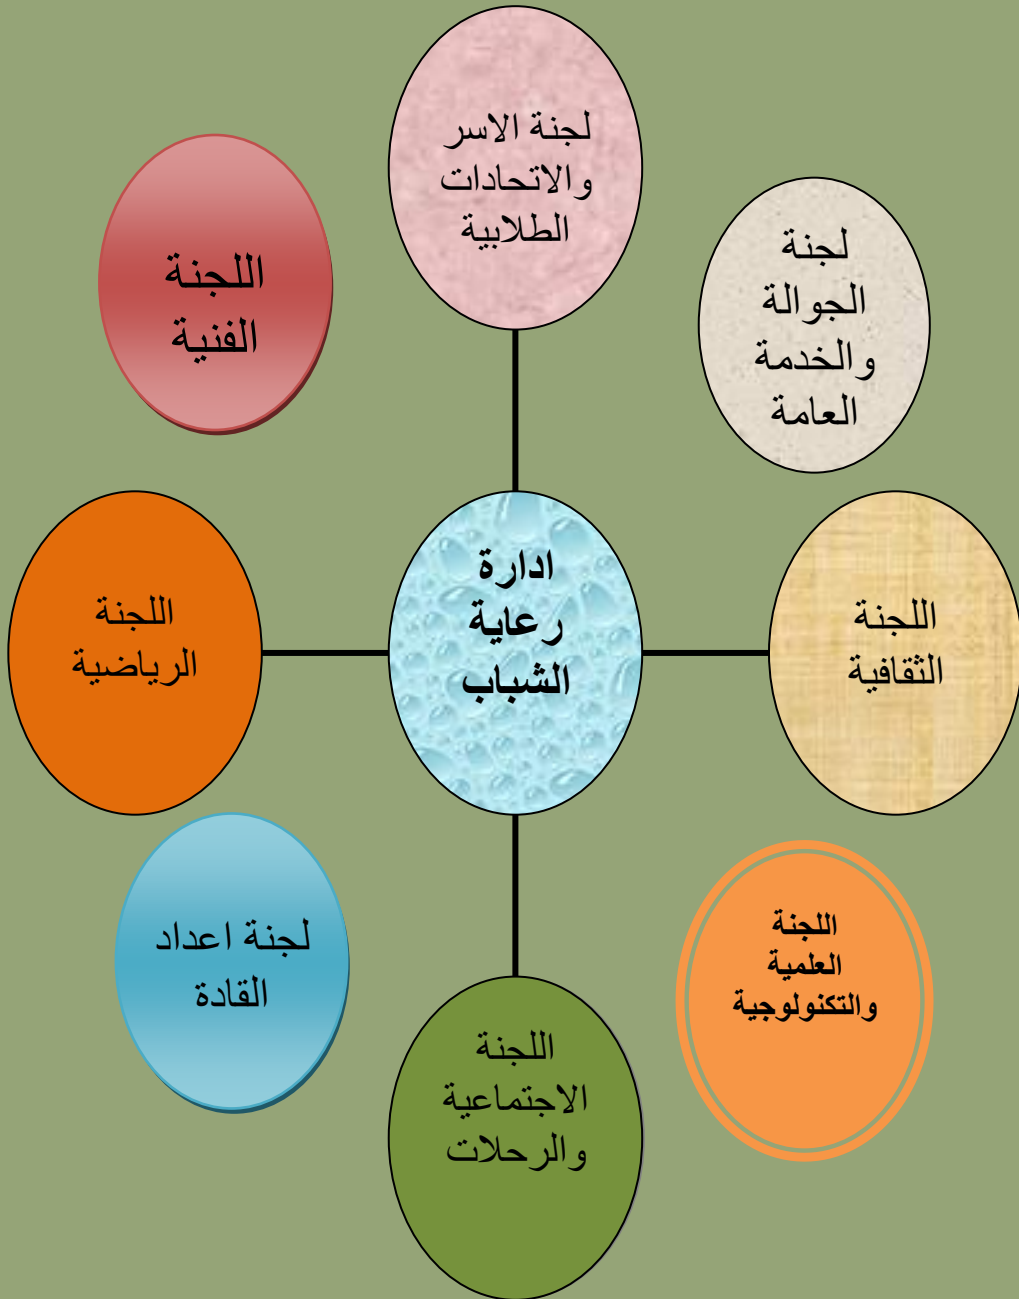 لجنة الاسر
والاتحادات
الطلابية
لجنة
الجوالة
والخدمة
العامة
اللجنة
الفنية
ادارة
رعاية
الشباب
اللجنة
الثقافية
اللجنة
الرياضية
اللجنة
العلمية
والتكنولوجية
لجنة اعداد
القادة
اللجنة
الاجتماعية
والرحلات